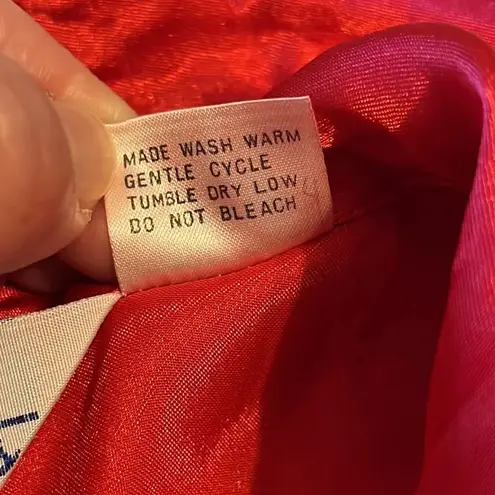 MADE WASH WARM
GENTLE CYCLE
TUMBLE DRY LOW
DO NOT BLEACH